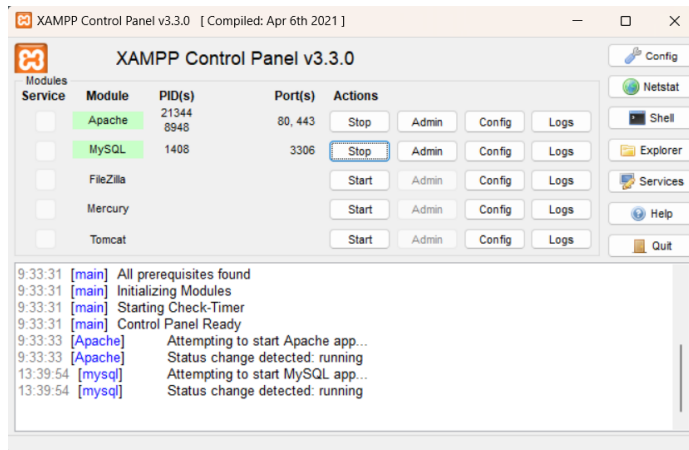 XAMPP Control Panel v3.3.0 [ Compiled: Apr 6th 2021 ]
XAMPP Control Panel v3.3.0
Config
Modules
Service Module PID(s) Port(s) Actions
Netstat
Apache 21344 8948 80, 443 Stop Admin Config Logs
Shell
MySQL 1408 3306 Stop Admin Config Logs
Explorer
FileZilla Start Admin Config Logs
Services
Mercury Start Admin Config Logs
Help
Tomcat Start Admin Config Logs
Quit
9:33:31 [main] All prerequisites found
9:33:31 [main] Initializing Modules
9:33:31 [main] Starting Check-Timer
9:33:31 [main] Control Panel Ready
9:33:33 [Apache] Attempting to start Apache app...
9:33:33 [Apache] Status change detected: running
13:39:54 [mysql] Attempting to start MySQL app...
13:39:54 [mysql] Status change detected: running